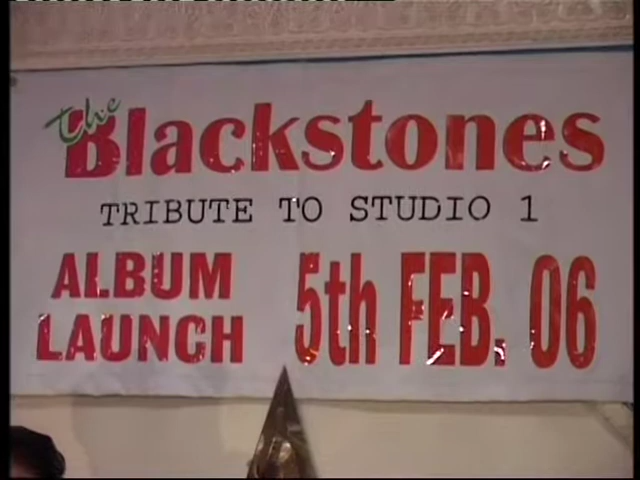 the Blackstones
TRIBUTE TO STUDIO 1
ALBUM LAUNCH 5th FEB. 06